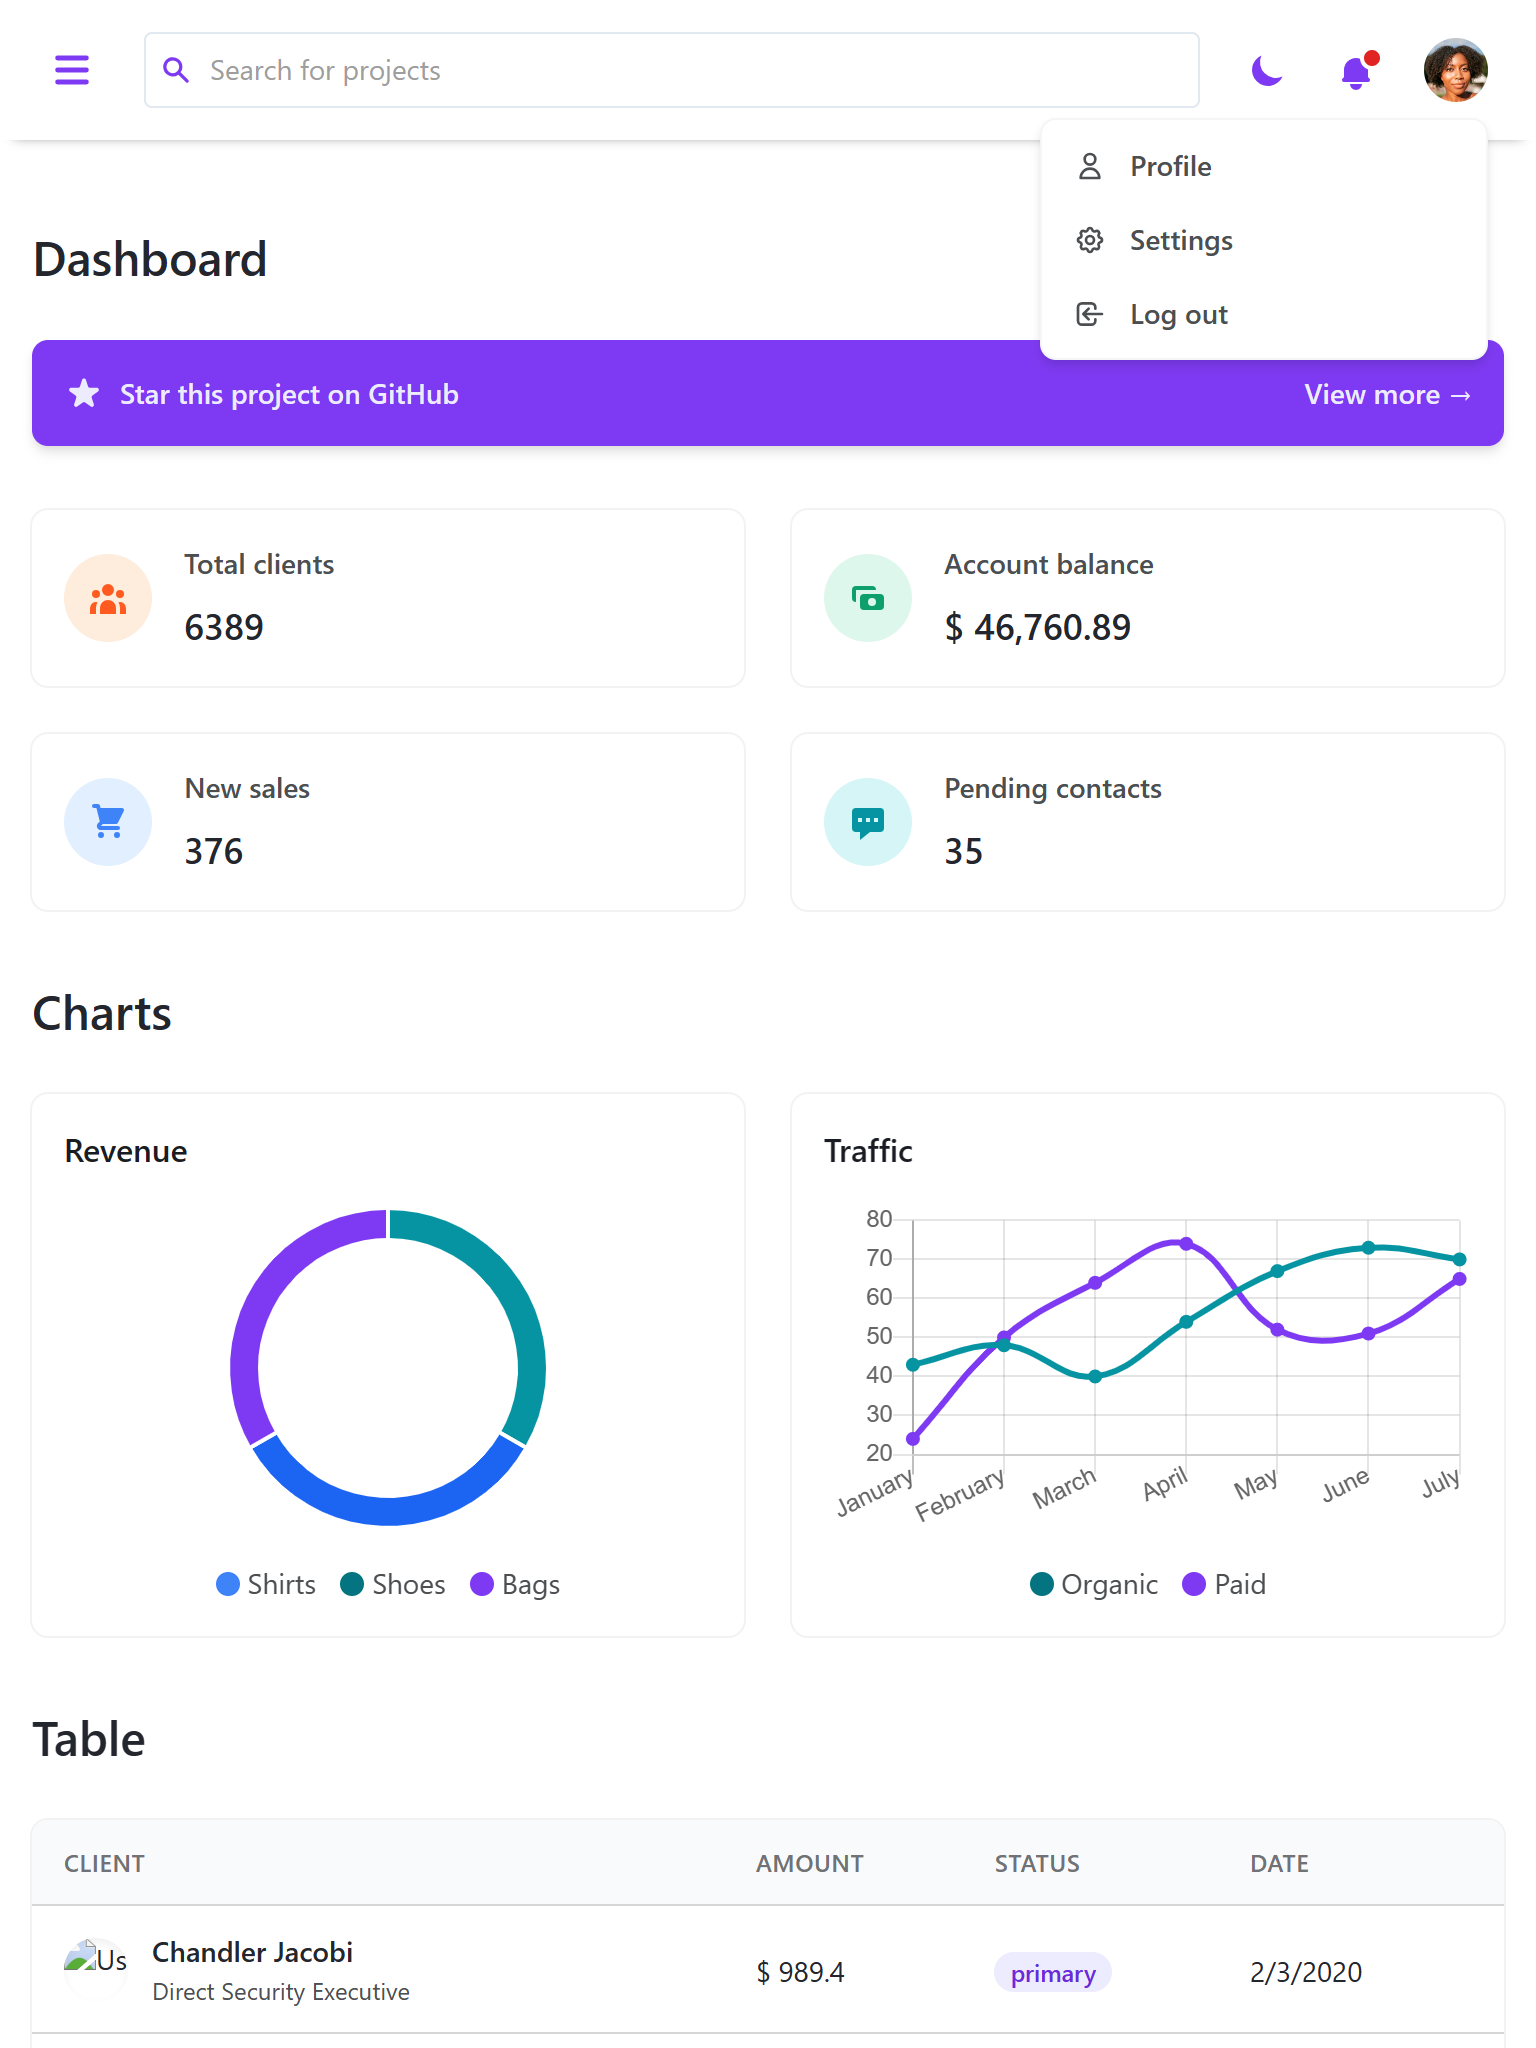 Search for projects
Profile
Settings
Log out
Dashboard
Star this project on GitHub
View more →
Total clients
6389
Account balance
$ 46,760.89
New sales
376
Pending contacts
35
Charts
Revenue
Shirts
Shoes
Bags
Traffic
80
70
60
50
40
30
20
January
February
March
April
May
June
July
Organic
Paid
Table
CLIENT
AMOUNT
STATUS
DATE
Us
Chandler Jacobi
Direct Security Executive
$ 989.4
primary
2/3/2020